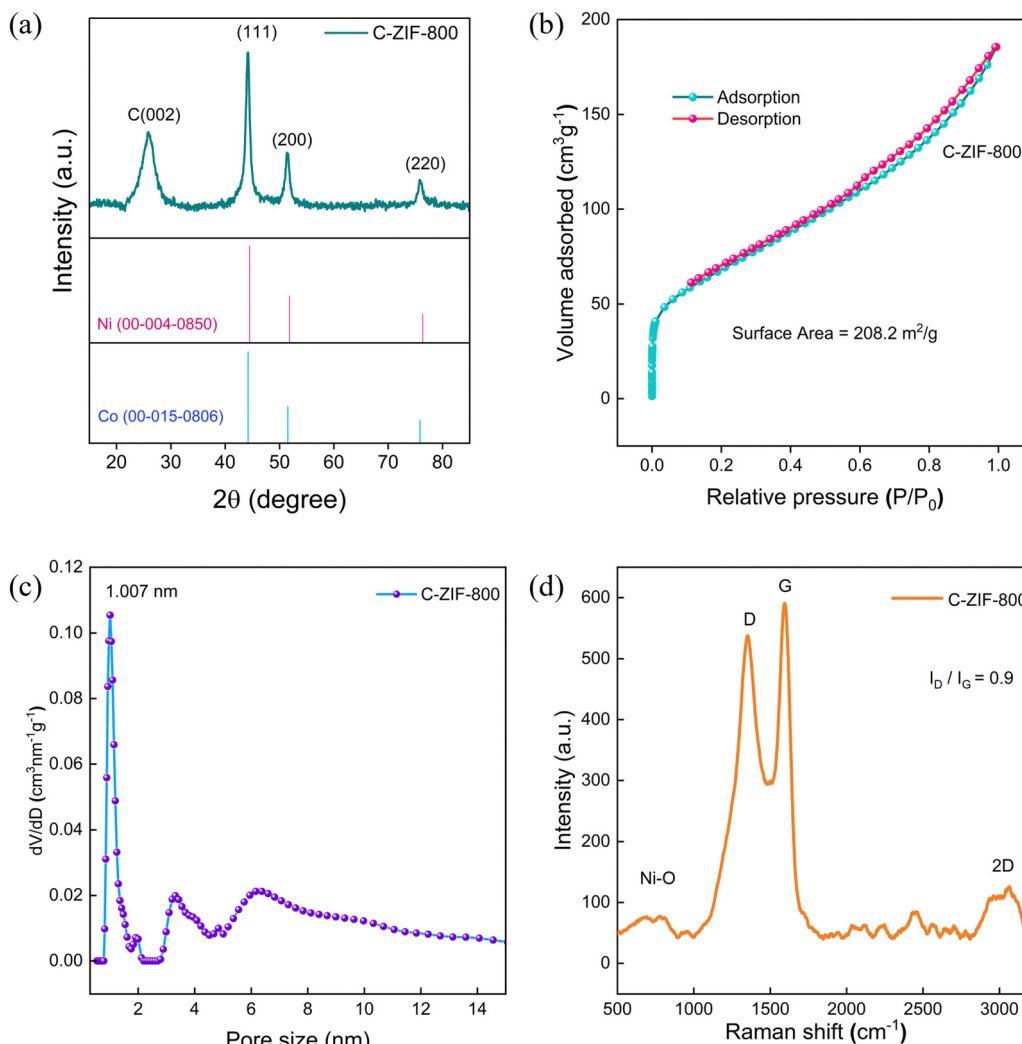 (a)
C-ZIF-800
(111)
C(002)
(200)
(220)
Intensity (a.u.)
Ni (00-004-0850)
Co (00-015-0806)
20 30 40 50 60 70 80
2θ (degree)
(b)
200
150
100
50
0
Volume adsorbed (cm³g⁻¹)
Adsorption
Desorption
C-ZIF-800
Surface Area = 208.2 m²/g
0.0 0.2 0.4 0.6 0.8 1.0
Relative pressure (P/P₀)
(c)
0.12
0.10
0.08
0.06
0.04
0.02
0.00
dV/dD (cm³nm⁻¹g⁻¹)
1.007 nm
C-ZIF-800
2 4 6 8 10 12 14
Pore size (nm)
(d)
600
500
400
300
200
100
0
Intensity (a.u.)
G
D
C-ZIF-800
I_D / I_G = 0.9
Ni-O
2D
500 1000 1500 2000 2500 3000
Raman shift (cm⁻¹)